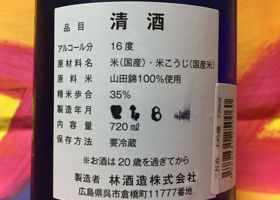 品目 清酒
アルコール分 16度
原材料名 米(国産)・米こうじ(国産米)
原料米 山田錦100%使用
精米歩合 35%
製造年月
内容量 720㎖
保存方法 要冷蔵
※お酒は20歳を過ぎてから
製造者 林酒造株式会社
広島県呉市倉橋町11777番地